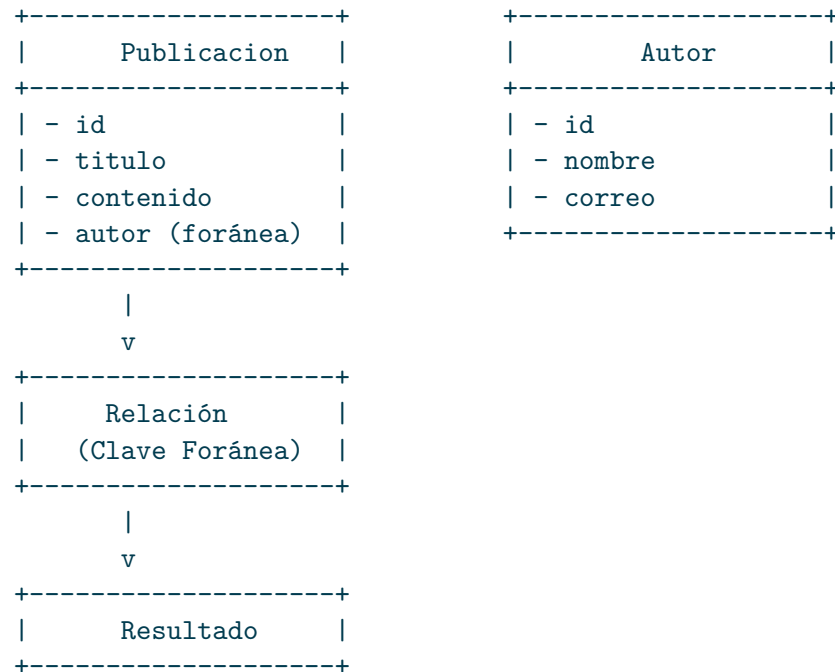 +--------------------+          +--------------------+
|      Publicacion   |          |        Autor       |
+--------------------+          +--------------------+
| - id               |          | - id               |
| - titulo           |          | - nombre           |
| - contenido        |          | - correo           |
| - autor (foránea)  |          +--------------------+
+--------------------+
       |
       v
+--------------------+
|     Relación       |
|   (Clave Foránea)  |
+--------------------+
       |
       v
+--------------------+
|      Resultado     |
+--------------------+